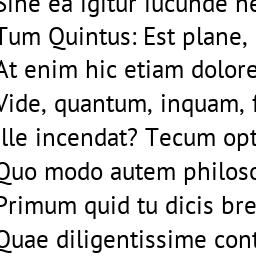 Sine ea igitur iucunde ne
Tum Quintus: Est plane,
At enim hic etiam dolore
Vide, quantum, inquam, f
Ille incendat? Tecum opt
Quo modo autem philoso
Primum quid tu dicis bre
Quae diligentissime cont